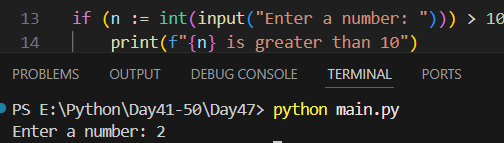 13 if (n := int(input("Enter a number: "))) > 10
14 print(f"{n} is greater than 10")
PROBLEMS OUTPUT DEBUG CONSOLE TERMINAL PORTS
PS E:\Python\Day41-50\Day47> python main.py
Enter a number: 2